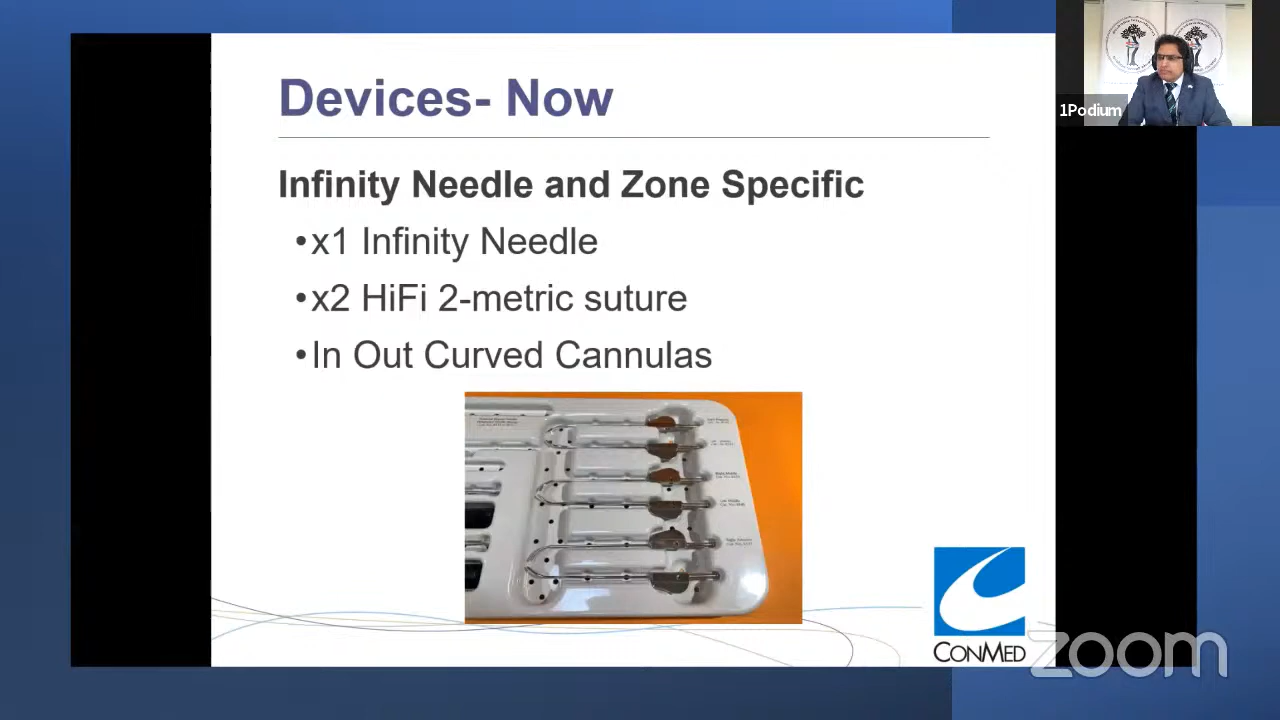 Devices- Now
Infinity Needle and Zone Specific
•x1 Infinity Needle
•x2 HiFi 2-metric suture
•In Out Curved Cannulas
CONMED
zoom
1Podium